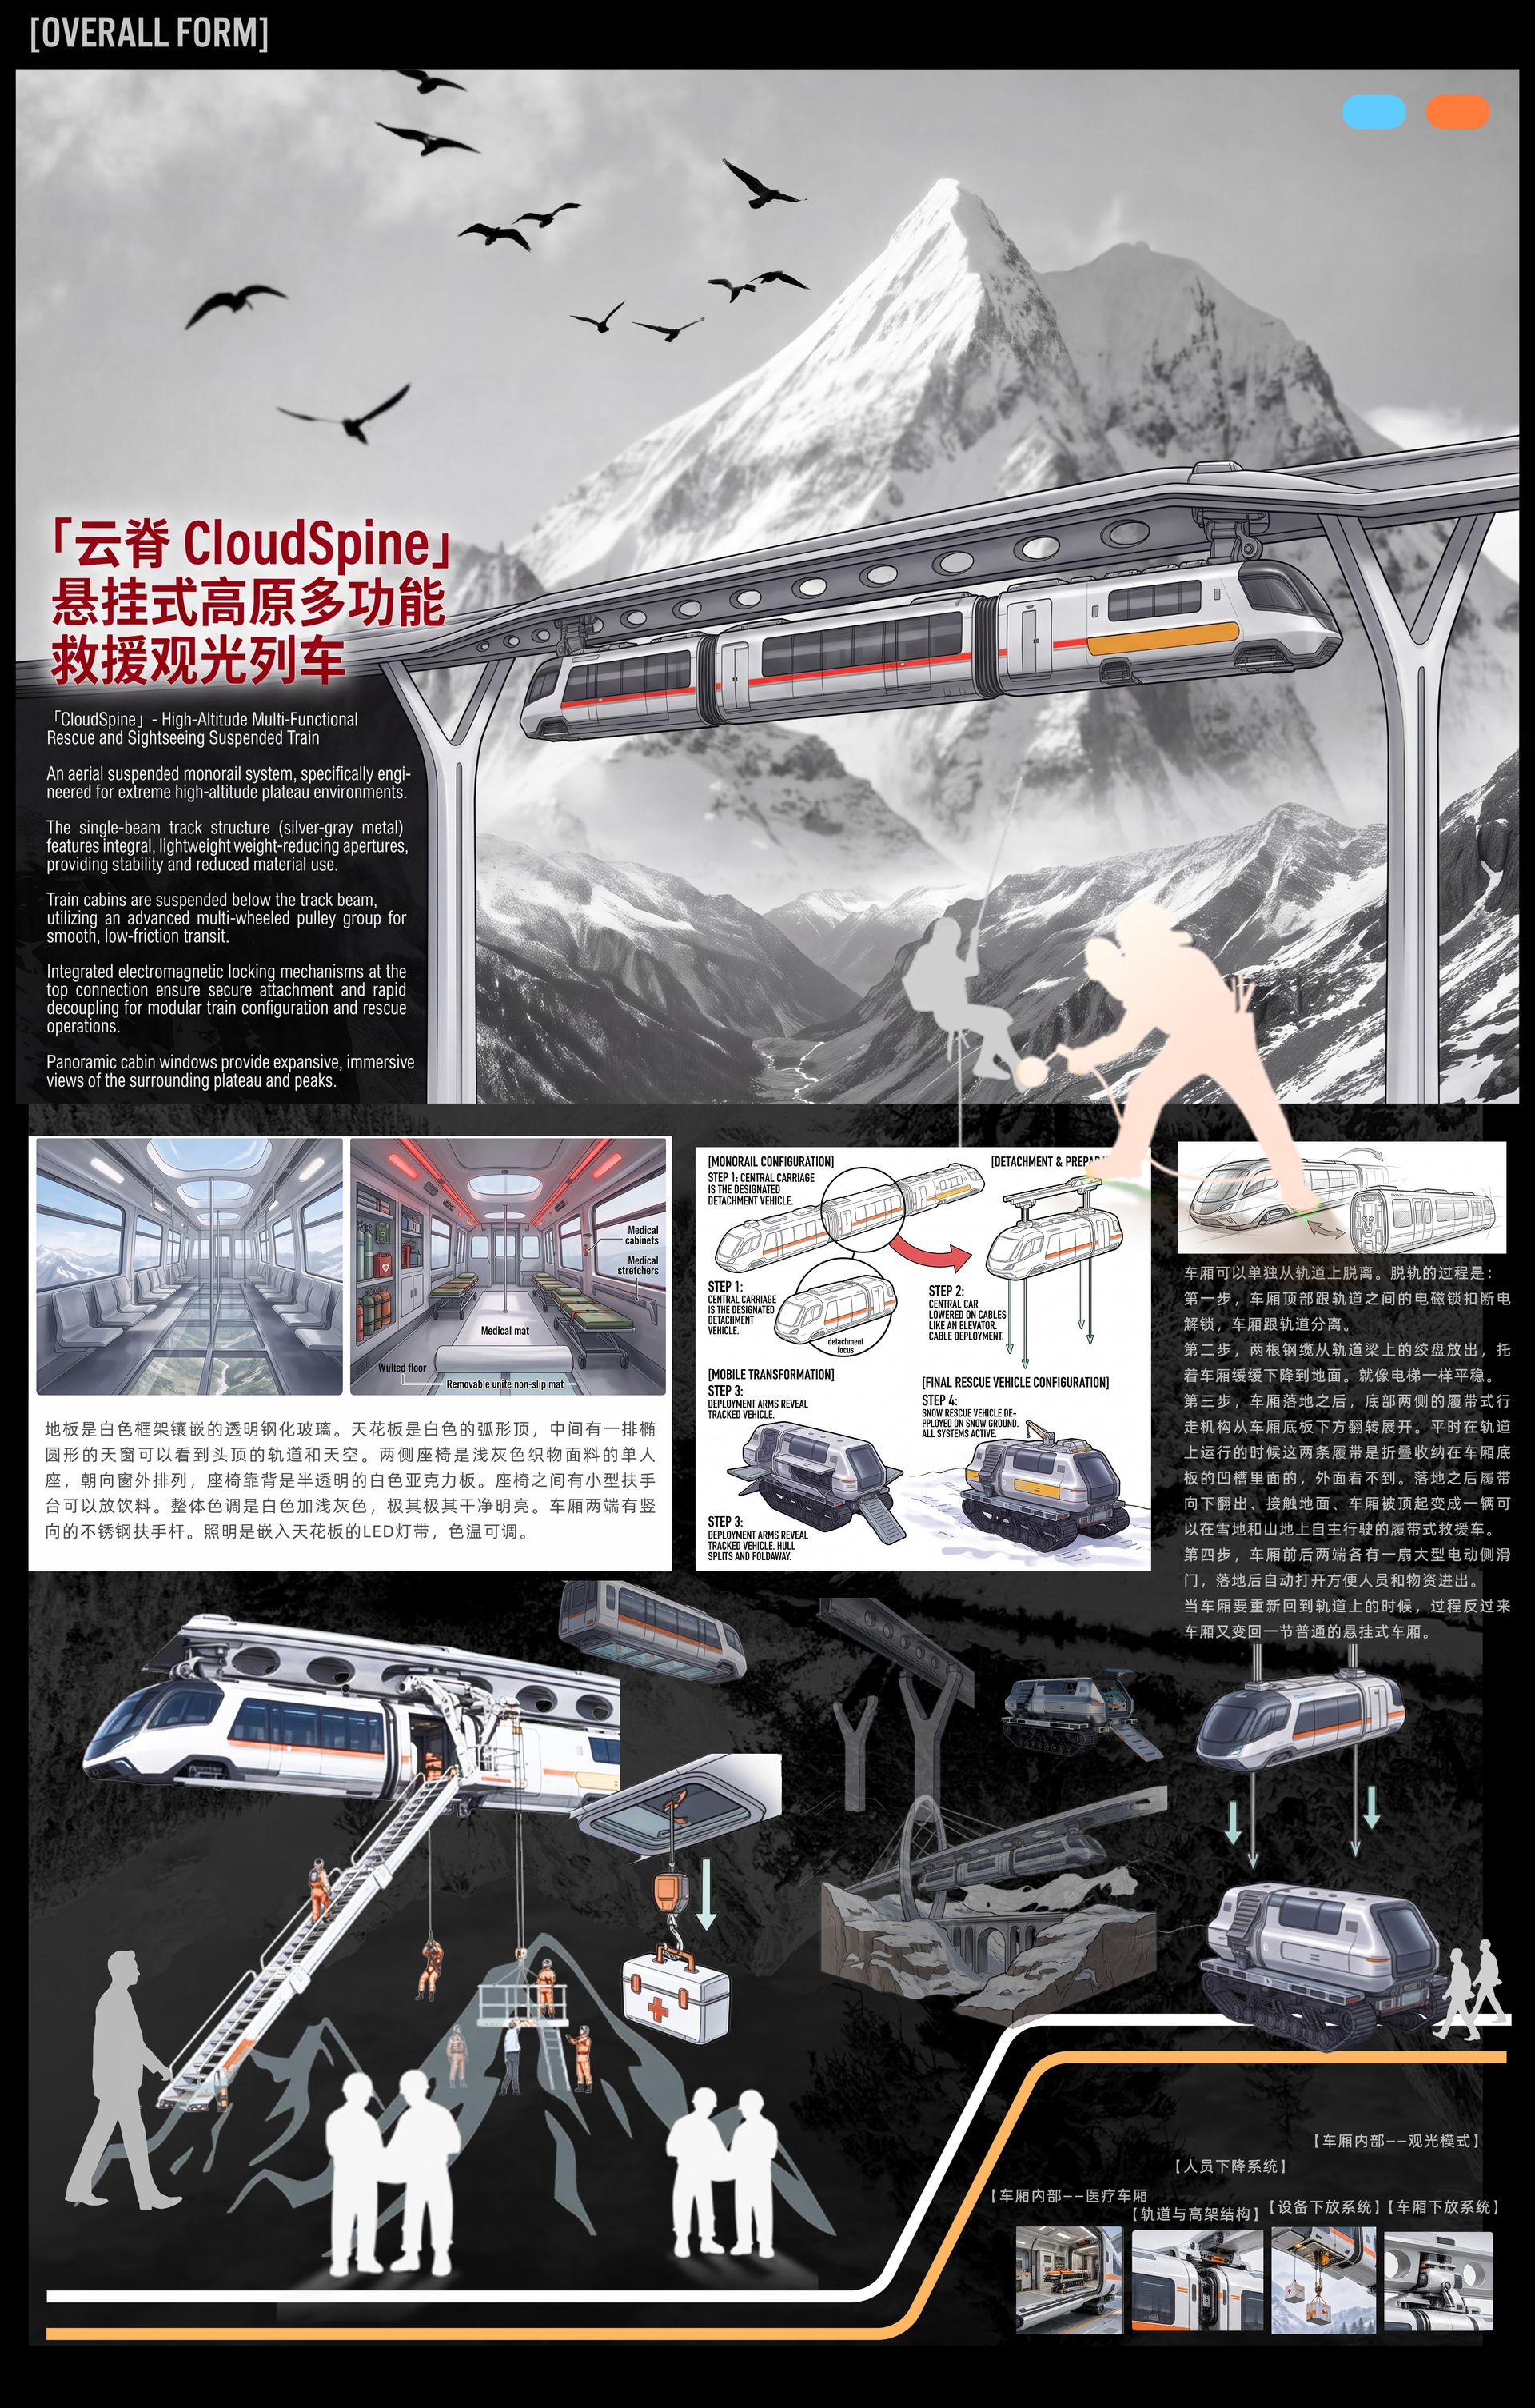 [OVERALL FORM]
「云脊 CloudSpine」
悬挂式高原多功能
救援观光列车
「CloudSpine」- High-Altitude Multi-Functional
Rescue and Sightseeing Suspended Train
An aerial suspended monorail system, specifically engi-
neered for extreme high-altitude plateau environments.
The single-beam track structure (silver-gray metal)
features integral, lightweight weight-reducing apertures,
providing stability and reduced material use.
Train cabins are suspended below the track beam,
utilizing an advanced multi-wheeled pulley group for
smooth, low-friction transit.
Integrated electromagnetic locking mechanisms at the
top connection ensure secure attachment and rapid
decoupling for modular train configuration and rescue
operations.
Panoramic cabin windows provide expansive, immersive
views of the surrounding plateau and peaks.
Medical
cabinets
Medical
stretchers
Medical mat
Wulted floor
Removable unite non-slip mat
地板是白色框架镶嵌的透明钢化玻璃。天花板是白色的弧形顶，中间有一排椭
圆形的天窗可以看到头顶的轨道和天空。两侧座椅是浅灰色织物面料的单人
座，朝向窗外排列，座椅靠背是半透明的白色亚克力板。座椅之间有小型扶手
台可以放饮料。整体色调是白色加浅灰色，极其极其干净明亮。车厢两端有竖
向的不锈钢扶手杆。照明是嵌入天花板的LED灯带，色温可调。
[MONORAIL CONFIGURATION]
STEP 1: CENTRAL CARRIAGE
IS THE DESIGNATED
DETACHMENT VEHICLE.
[DETACHMENT & PREPAR
STEP 1:
CENTRAL CARRIAGE
IS THE DESIGNATED
DETACHMENT
VEHICLE.
detachment
focus
STEP 2:
CENTRAL CAR
LOWERED ON CABLES
LIKE AN ELEVATOR.
CABLE DEPLOYMENT.
[MOBILE TRANSFORMATION]
STEP 3:
DEPLOYMENT ARMS REVEAL
TRACKED VEHICLE.
[FINAL RESCUE VEHICLE CONFIGURATION]
STEP 4:
SNOW RESCUE VEHICLE DE-
PPLOYED ON SNOW GROUND.
ALL SYSTEMS ACTIVE.
STEP 3:
DEPLOYMENT ARMS REVEAL
TRACKED VEHICLE. HULL
SPLITS AND FOLDAWAY.
车厢可以单独从轨道上脱离。脱轨的过程是：
第一步，车厢顶部跟轨道之间的电磁锁扣断电
解锁，车厢跟轨道分离。
第二步，两根钢缆从轨道梁上的绞盘放出，托
着车厢缓缓下降到地面。就像电梯一样平稳。
第三步，车厢落地之后，底部两侧的履带式行
走机构从车厢底板下方翻转展开。平时在轨道
上运行的时候这两条履带是折叠收纳在车厢底
板的凹槽里面的，外面看不到。落地之后履带
向下翻出、接触地面、车厢被顶起变成一辆可
以在雪地和山地上自主行驶的履带式救援车。
第四步，车厢前后两端各有一扇大型电动侧滑
门，落地后自动打开方便人员和物资进出。
当车厢要重新回到轨道上的时候，过程反过来
车厢又变回一节普通的悬挂式车厢。
【车厢内部——观光模式】
【人员下降系统】
【车厢内部——医疗车厢
【轨道与高架结构】
【设备下放系统】
【车厢下放系统】